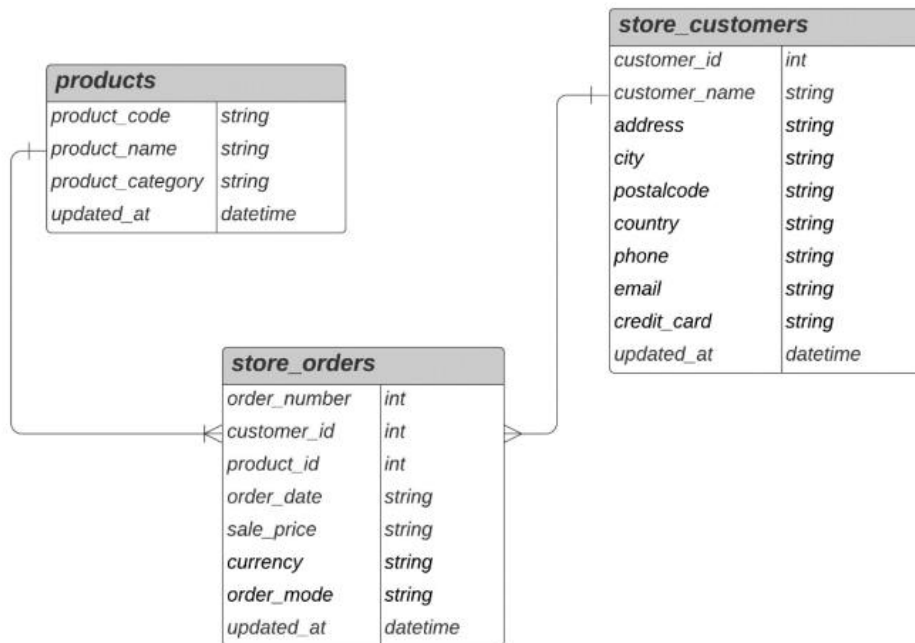 products
product_code string
product_name string
product_category string
updated_at datetime
store_customers
customer_id int
customer_name string
address string
city string
postalcode string
country string
phone string
email string
credit_card string
updated_at datetime
store_orders
order_number int
customer_id int
product_id int
order_date string
sale_price string
currency string
order_mode string
updated_at datetime